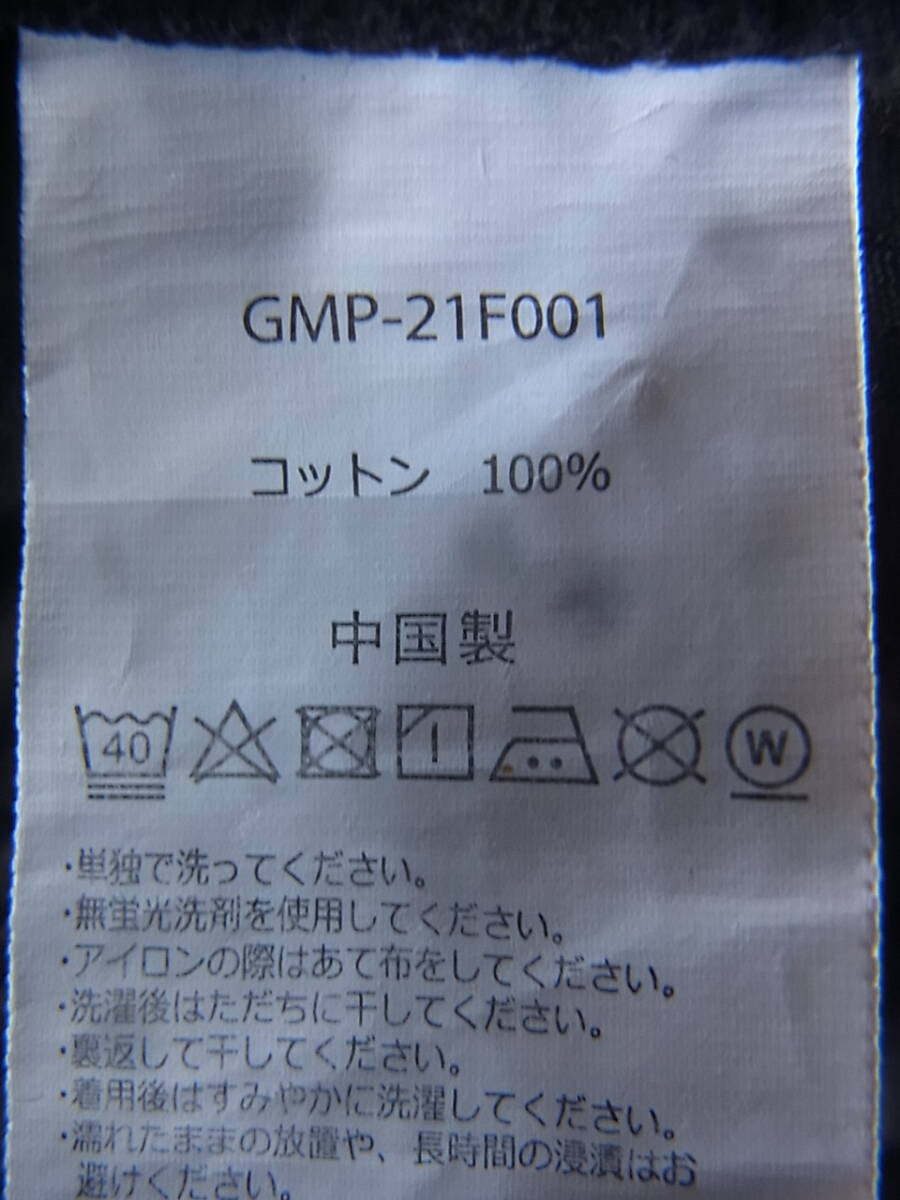 GMP-21F001
コットン 100%
中国製
40 W
・単独で洗ってください。
・無蛍光洗剤を使用してください。
・アイロンの際はあて布をしてください。
・洗濯後はただちに干してください。
・裏返して干してください。
・着用後はすみやかに洗濯してください。
・濡れたままの放置や、長時間の浸漬はお
避けください。